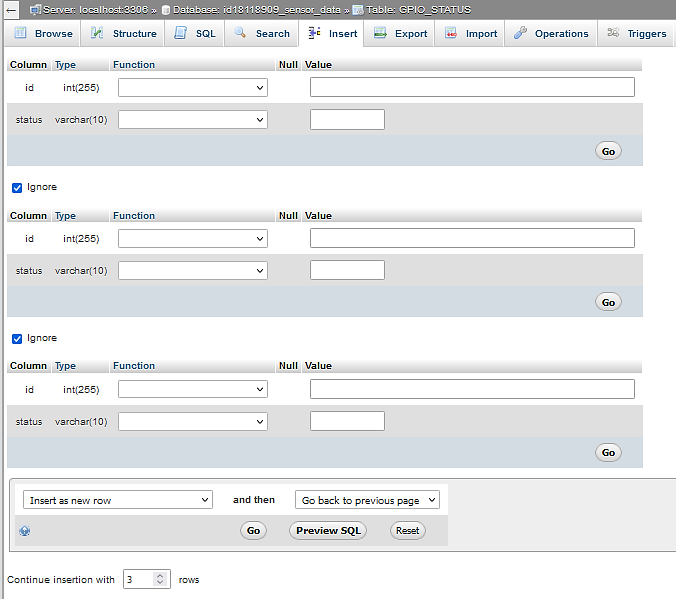 Server: localhost:3306 » Database: id18118909_sensor_data » Table: GPIO_STATUS
Browse Structure SQL Search Insert Export Import Operations Triggers
Column Type Function Null Value
id int(255)
status varchar(10)
Go
Ignore
Column Type Function Null Value
id int(255)
status varchar(10)
Go
Ignore
Column Type Function Null Value
id int(255)
status varchar(10)
Go
Insert as new row and then Go back to previous page
Go Preview SQL Reset
Continue insertion with 3 rows